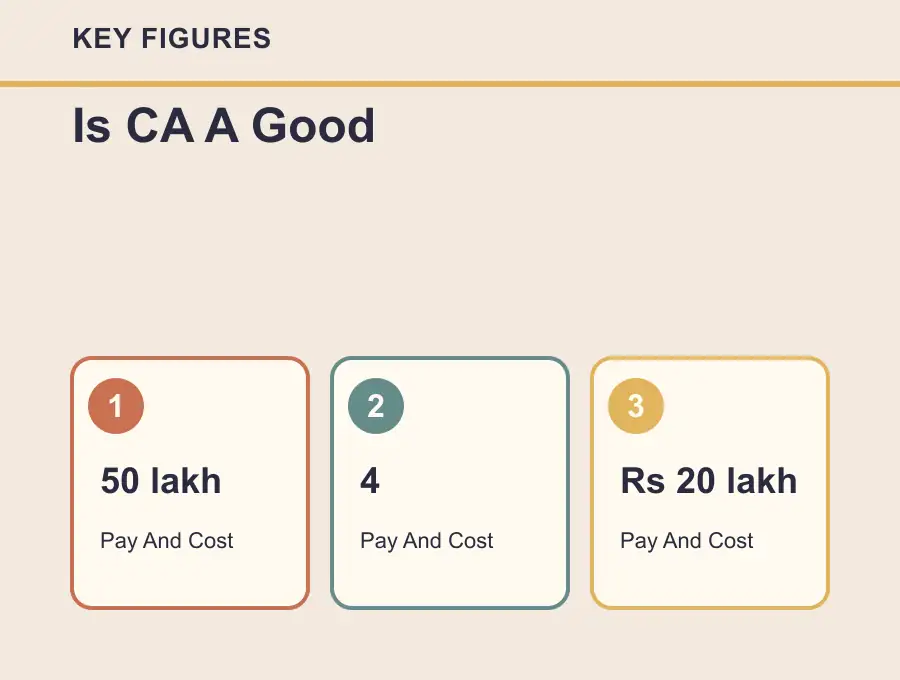 KEY FIGURES
Is CA A Good
1
50 lakh
Pay And Cost
2
4
Pay And Cost
3
Rs 20 lakh
Pay And Cost